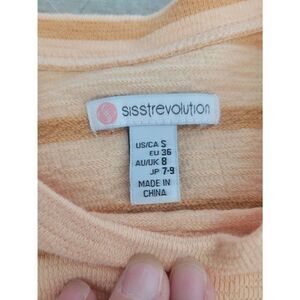 sisstrevolution
US/CA S
EU 36
AU/UK 8
JP 7-9
MADE IN
CHINA